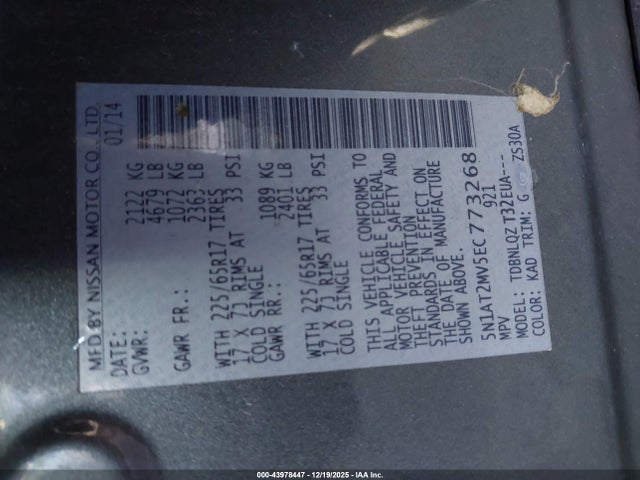 MFD BY NISSAN MOTOR CO., LTD.
DATE: 01/14
GVWR: 2122 KG
4679 LB
GAWR FR.: 1072 KG
2363 LB
WITH 225/65R17 TIRES
17 X 7J RIMS AT 33 PSI
COLD SINGLE
GAWR RR.: 1089 KG
2401 LB
WITH 225/65R17 TIRES
17 X 7J RIMS AT 33 PSI
COLD SINGLE
THIS VEHICLE CONFORMS TO
ALL APPLICABLE FEDERAL
MOTOR VEHICLE SAFETY AND
THEFT PREVENTION
STANDARDS IN EFFECT ON
THE DATE OF MANUFACTURE
SHOWN ABOVE.
5N1AT2MV5EC773268
MPV 921
MODEL: TDBNLQZ T32EUA---
COLOR: KAD TRIM: G ZS30A
000-43978447 - 12/19/2025 - IAA Inc.